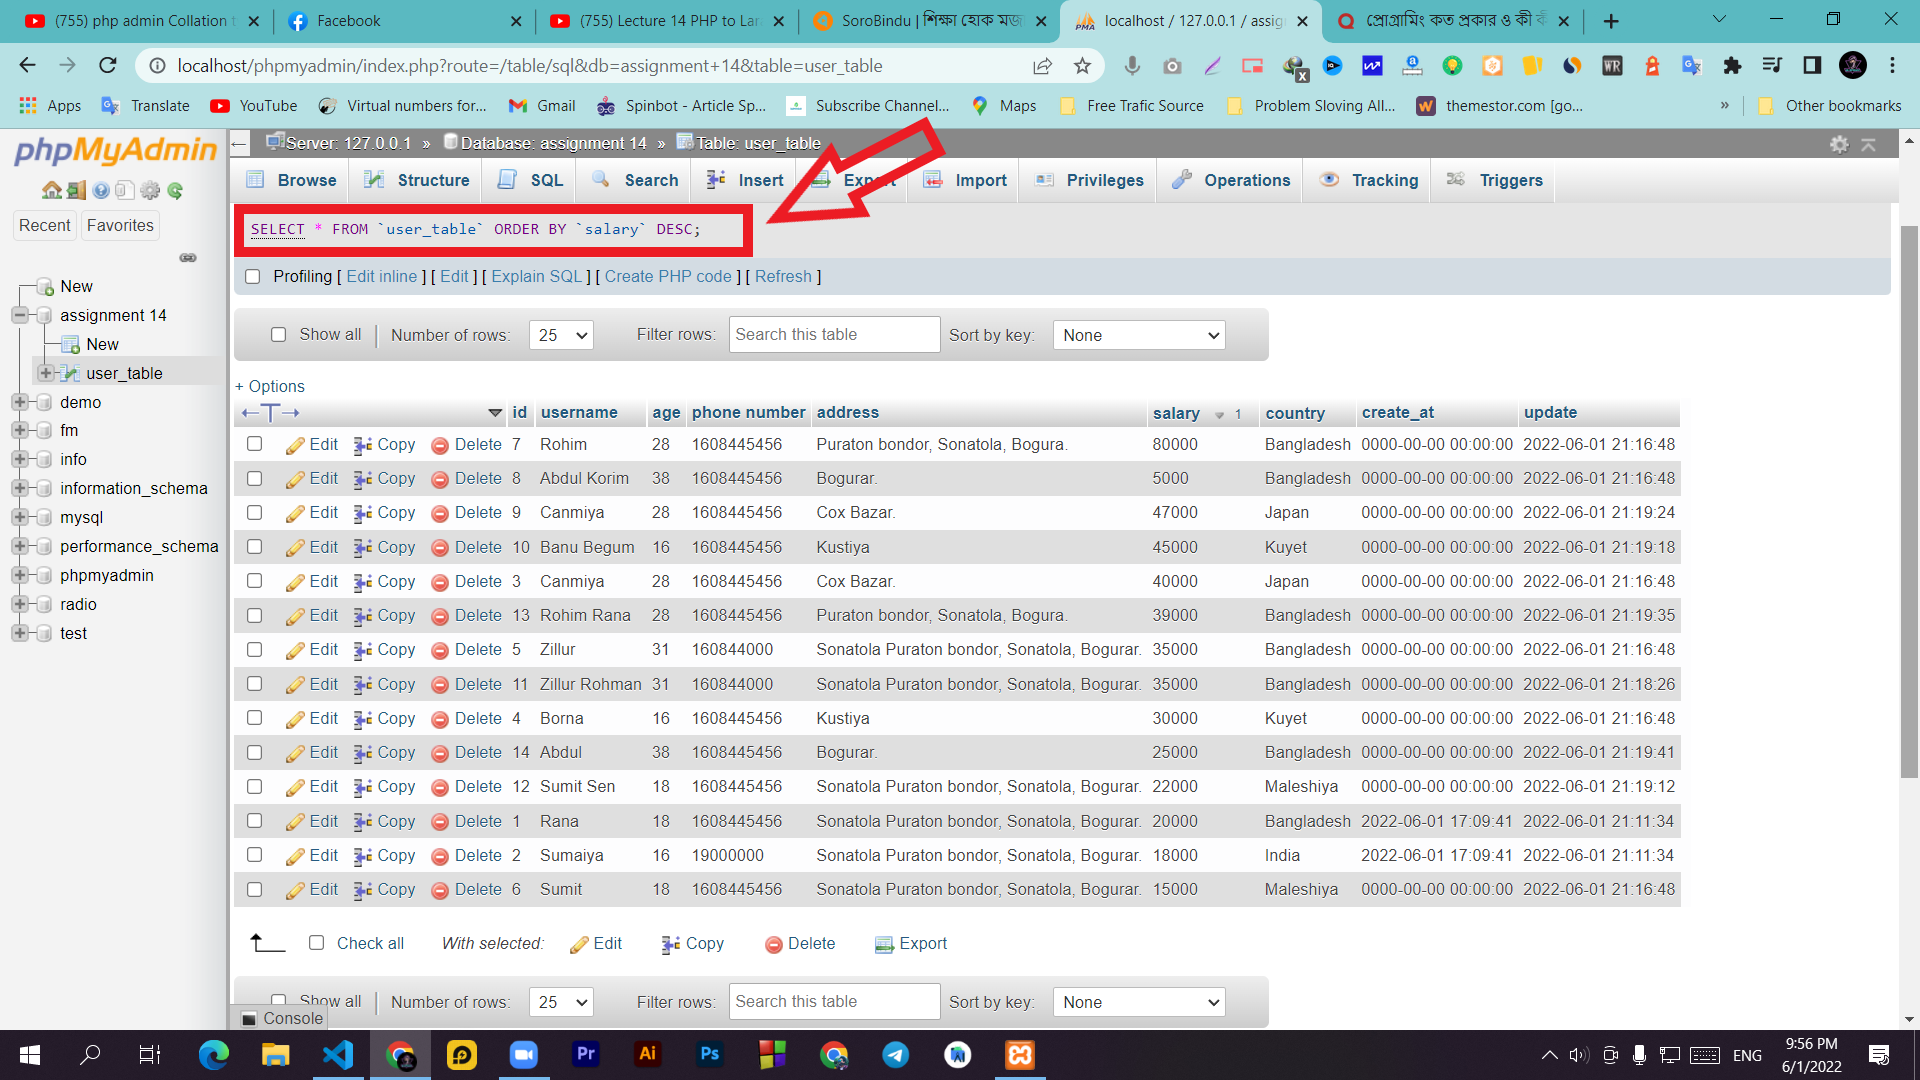 (755) php admin Collation t
Facebook
(755) Lecture 14 PHP to Lar
SoroBindu | শিক্ষা হোক মজা
localhost / 127.0.0.1 / assig
প্রোগ্রামিং কত প্রকার ও কী কী
localhost/phpmyadmin/index.php?route=/table/sql&db=assignment+14&table=user_table
Apps
Translate
YouTube
Virtual numbers for...
Gmail
Spinbot - Article Sp...
Subscribe Channel...
Maps
Free Trafic Source
Problem Sloving All...
themestor.com [go...
»
Other bookmarks
phpMyAdmin
Recent
Favorites
New
assignment 14
New
user_table
demo
fm
info
information_schema
mysql
performance_schema
phpmyadmin
radio
test
Server: 127.0.0.1 » Database: assignment 14 » Table: user_table
Browse Structure SQL Search Insert Export Import Privileges Operations Tracking Triggers
SELECT * FROM `user_table` ORDER BY `salary` DESC;
Profiling [ Edit inline ] [ Edit ] [ Explain SQL ] [ Create PHP code ] [ Refresh ]
Show all Number of rows: 25 Filter rows: Search this table Sort by key: None
+ Options
←T→ id username age phone number address salary 1 country create_at update
Edit Copy Delete 7 Rohim 28 1608445456 Puraton bondor, Sonatola, Bogura. 80000 Bangladesh 0000-00-00 00:00:00 2022-06-01 21:16:48
Edit Copy Delete 8 Abdul Korim 38 1608445456 Bogurar. 5000 Bangladesh 0000-00-00 00:00:00 2022-06-01 21:16:48
Edit Copy Delete 9 Canmiya 28 1608445456 Cox Bazar. 47000 Japan 0000-00-00 00:00:00 2022-06-01 21:19:24
Edit Copy Delete 10 Banu Begum 16 1608445456 Kustiya 45000 Kuyet 0000-00-00 00:00:00 2022-06-01 21:19:18
Edit Copy Delete 3 Canmiya 28 1608445456 Cox Bazar. 40000 Japan 0000-00-00 00:00:00 2022-06-01 21:16:48
Edit Copy Delete 13 Rohim Rana 28 1608445456 Puraton bondor, Sonatola, Bogura. 39000 Bangladesh 0000-00-00 00:00:00 2022-06-01 21:19:35
Edit Copy Delete 5 Zillur 31 160844000 Sonatola Puraton bondor, Sonatola, Bogurar. 35000 Bangladesh 0000-00-00 00:00:00 2022-06-01 21:16:48
Edit Copy Delete 11 Zillur Rohman 31 160844000 Sonatola Puraton bondor, Sonatola, Bogurar. 35000 Bangladesh 0000-00-00 00:00:00 2022-06-01 21:18:26
Edit Copy Delete 4 Borna 16 1608445456 Kustiya 30000 Kuyet 0000-00-00 00:00:00 2022-06-01 21:16:48
Edit Copy Delete 14 Abdul 38 1608445456 Bogurar. 25000 Bangladesh 0000-00-00 00:00:00 2022-06-01 21:19:41
Edit Copy Delete 12 Sumit Sen 18 1608445456 Sonatola Puraton bondor, Sonatola, Bogurar. 22000 Maleshiya 0000-00-00 00:00:00 2022-06-01 21:19:12
Edit Copy Delete 1 Rana 18 1608445456 Sonatola Puraton bondor, Sonatola, Bogurar. 20000 Bangladesh 2022-06-01 17:09:41 2022-06-01 21:11:34
Edit Copy Delete 2 Sumaiya 16 19000000 Sonatola Puraton bondor, Sonatola, Bogurar. 18000 India 2022-06-01 17:09:41 2022-06-01 21:11:34
Edit Copy Delete 6 Sumit 18 1608445456 Sonatola Puraton bondor, Sonatola, Bogurar. 15000 Maleshiya 0000-00-00 00:00:00 2022-06-01 21:16:48
Check all With selected: Edit Copy Delete Export
Show all Number of rows: 25 Filter rows: Search this table Sort by key: None
Console
ENG
9:56 PM
6/1/2022